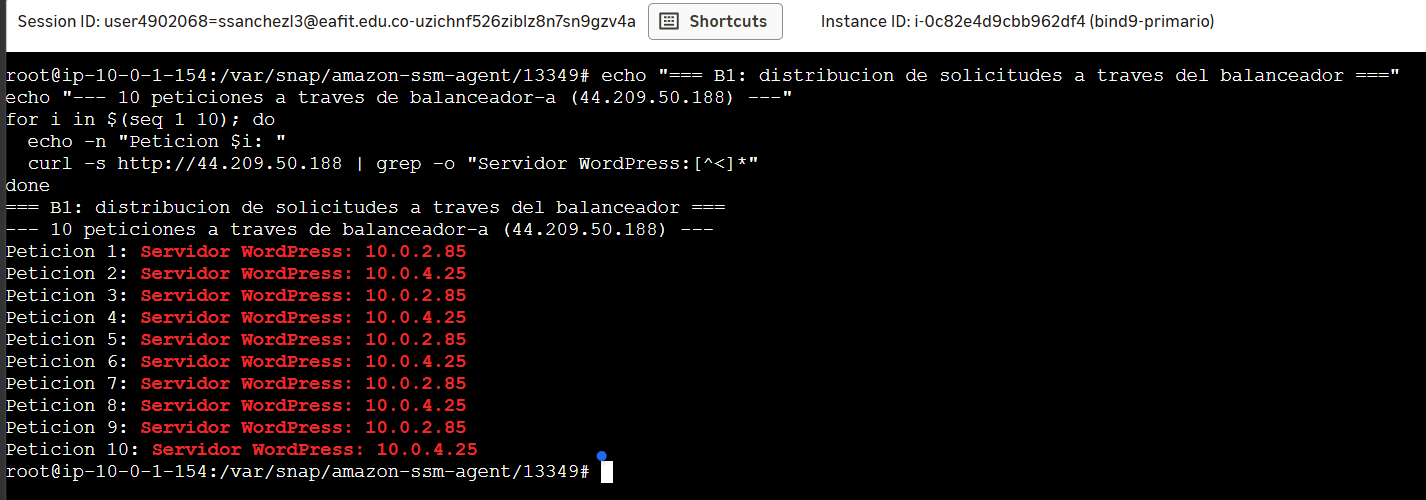 Session ID: user4902068=ssanchezl3@eafit.edu.co-uzichnf526ziblz8n7sn9gzv4a Shortcuts Instance ID: i-0c82e4d9cbb962df4 (bind9-primario)
root@ip-10-0-1-154:/var/snap/amazon-ssm-agent/13349# echo "=== B1: distribucion de solicitudes a traves del balanceador ==="
echo "--- 10 peticiones a traves de balanceador-a (44.209.50.188) ---"
for i in $(seq 1 10); do
  echo -n "Peticion $i: "
  curl -s http://44.209.50.188 | grep -o "Servidor WordPress:[^<]*"
done
=== B1: distribucion de solicitudes a traves del balanceador ===
--- 10 peticiones a traves de balanceador-a (44.209.50.188) ---
Peticion 1: Servidor WordPress: 10.0.2.85
Peticion 2: Servidor WordPress: 10.0.4.25
Peticion 3: Servidor WordPress: 10.0.2.85
Peticion 4: Servidor WordPress: 10.0.4.25
Peticion 5: Servidor WordPress: 10.0.2.85
Peticion 6: Servidor WordPress: 10.0.4.25
Peticion 7: Servidor WordPress: 10.0.2.85
Peticion 8: Servidor WordPress: 10.0.4.25
Peticion 9: Servidor WordPress: 10.0.2.85
Peticion 10: Servidor WordPress: 10.0.4.25
root@ip-10-0-1-154:/var/snap/amazon-ssm-agent/13349#